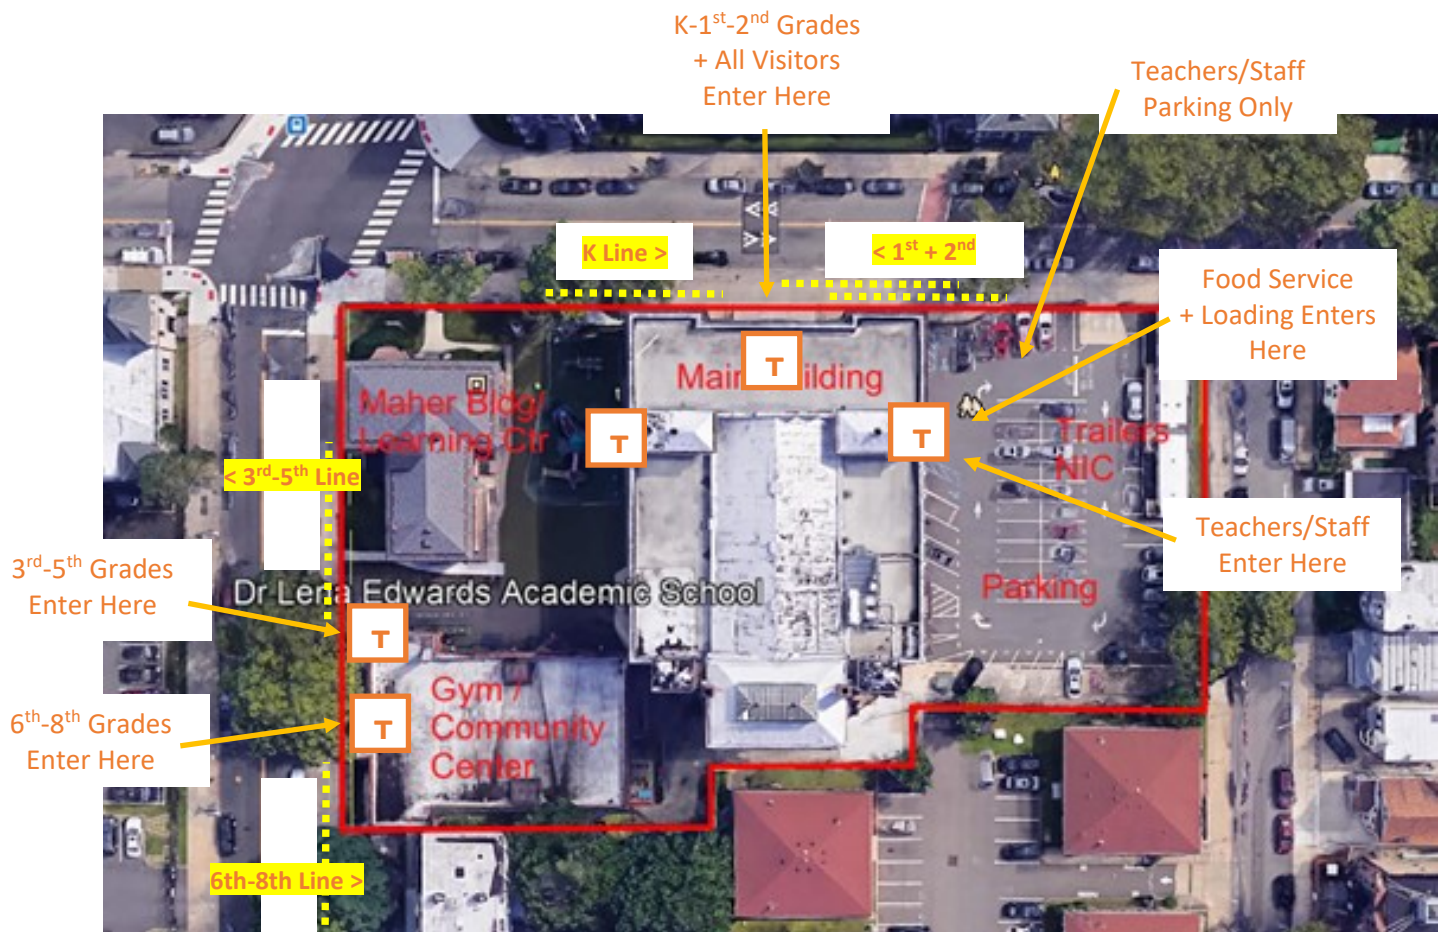 K-1st-2nd Grades
+ All Visitors
Enter Here
Teachers/Staff
Parking Only
K Line >
< 1st + 2nd
Food Service
+ Loading Enters
Here
T
Main Building
Maher Bldg/
Learning Ctr
T
T
Trailers
NIC
< 3rd-5th Line
Teachers/Staff
Enter Here
3rd-5th Grades
Enter Here
Dr Lena Edwards Academic School
Parking
T
Gym /
Community
Center
T
6th-8th Grades
Enter Here
6th-8th Line >